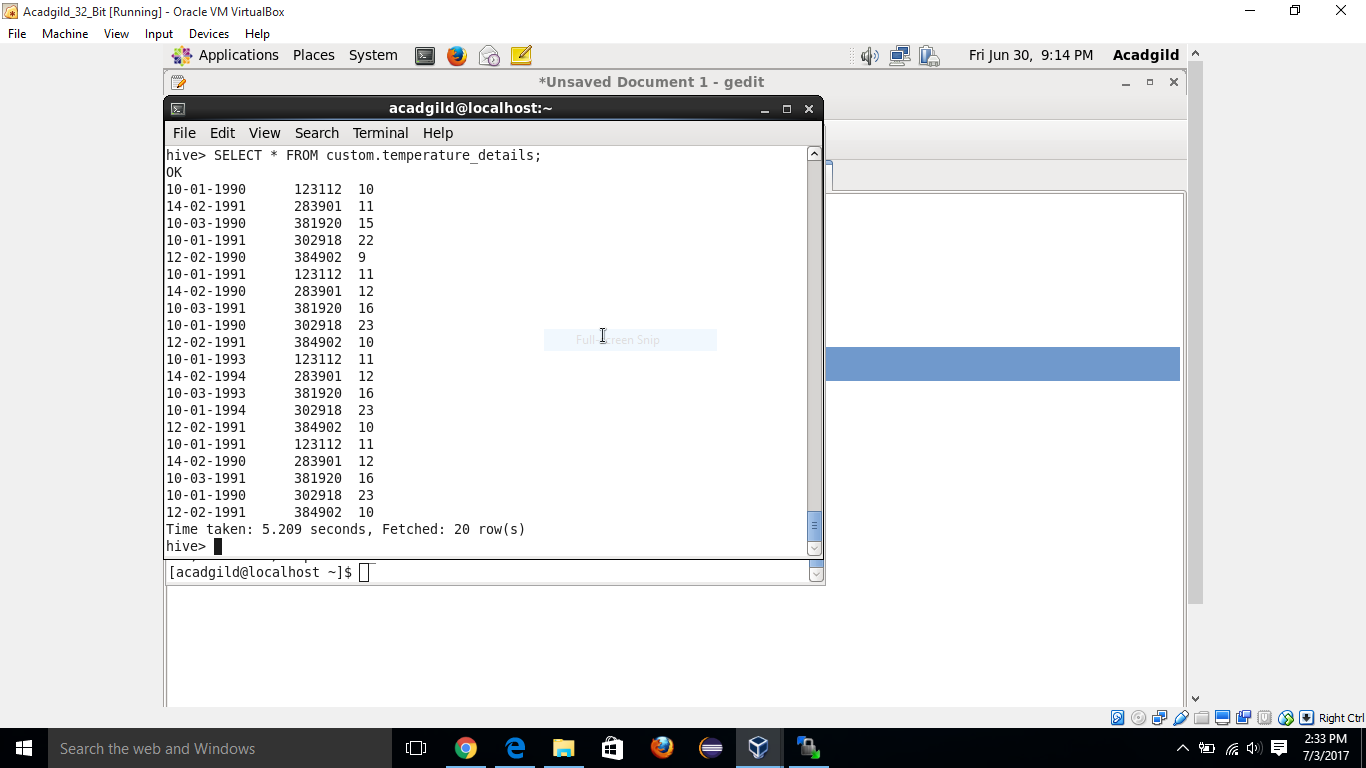 Acadgild_32_Bit [Running] - Oracle VM VirtualBox
File Machine View Input Devices Help
Applications Places System Fri Jun 30, 9:14 PM Acadgild
*Unsaved Document 1 - gedit
acadgild@localhost:~
File Edit View Search Terminal Help
hive> SELECT * FROM custom.temperature_details;
OK
10-01-1990 123112 10
14-02-1991 283901 11
10-03-1990 381920 15
10-01-1991 302918 22
12-02-1990 384902 9
10-01-1991 123112 11
14-02-1990 283901 12
10-03-1991 381920 16
10-01-1990 302918 23
12-02-1991 384902 10
10-01-1993 123112 11
14-02-1994 283901 12
10-03-1993 381920 16
10-01-1994 302918 23
12-02-1991 384902 10
10-01-1991 123112 11
14-02-1990 283901 12
10-03-1991 381920 16
10-01-1990 302918 23
12-02-1991 384902 10
Time taken: 5.209 seconds, Fetched: 20 row(s)
hive>
Full-screen Snip
[acadgild@localhost ~]$
Right Ctrl
Search the web and Windows
2:33 PM
7/3/2017